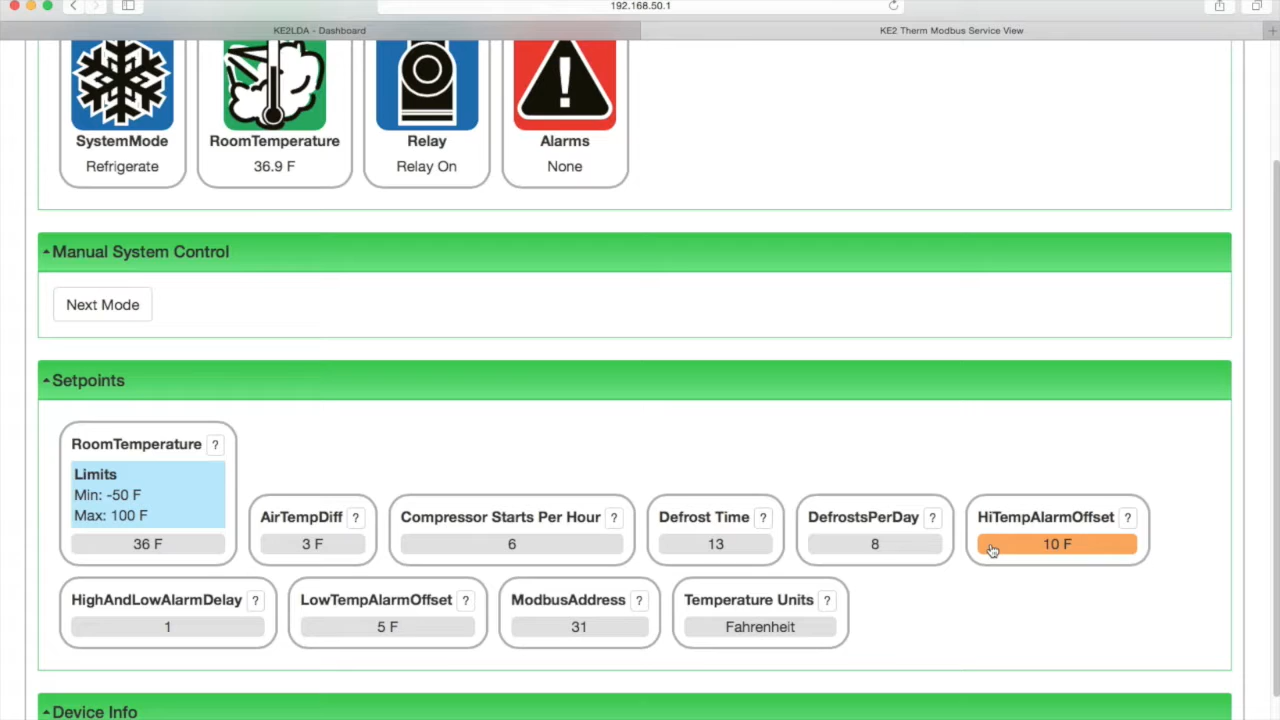 192.168.50.1
KE2LDA - Dashboard
KE2 Therm Modbus Service View
SystemMode
Refrigerate
RoomTemperature
36.9 F
Relay
Relay On
Alarms
None
Manual System Control
Next Mode
Setpoints
RoomTemperature ?
Limits
Min: -50 F
Max: 100 F
36 F
AirTempDiff ?
3 F
Compressor Starts Per Hour ?
6
Defrost Time ?
13
DefrostsPerDay ?
8
HiTempAlarmOffset ?
10 F
HighAndLowAlarmDelay ?
1
LowTempAlarmOffset ?
5 F
ModbusAddress ?
31
Temperature Units ?
Fahrenheit
Device Info